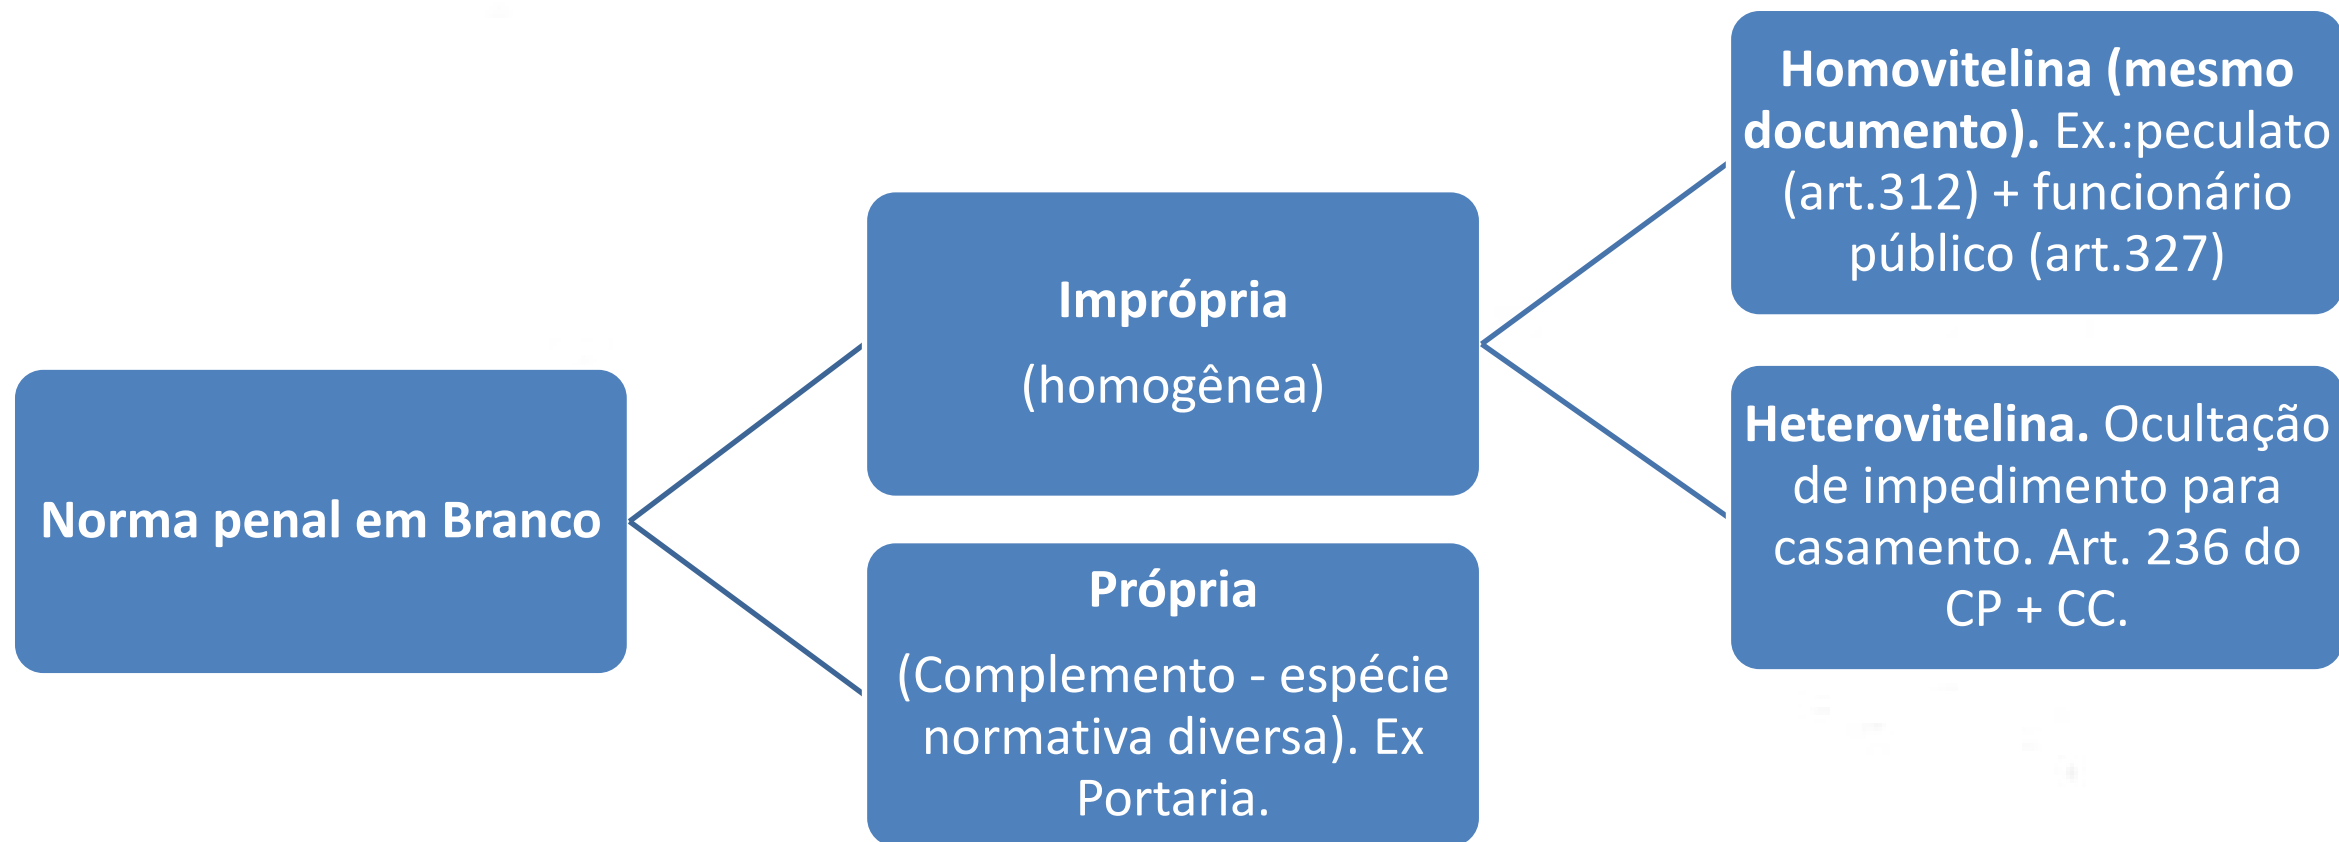 Norma penal em Branco
Imprópria
(homogênea)
Própria
(Complemento - espécie
normativa diversa). Ex
Portaria.
Homovitelina (mesmo
documento). Ex.:peculato
(art.312) + funcionário
público (art.327)
Heterovitelina. Ocultação
de impedimento para
casamento. Art. 236 do
CP + CC.